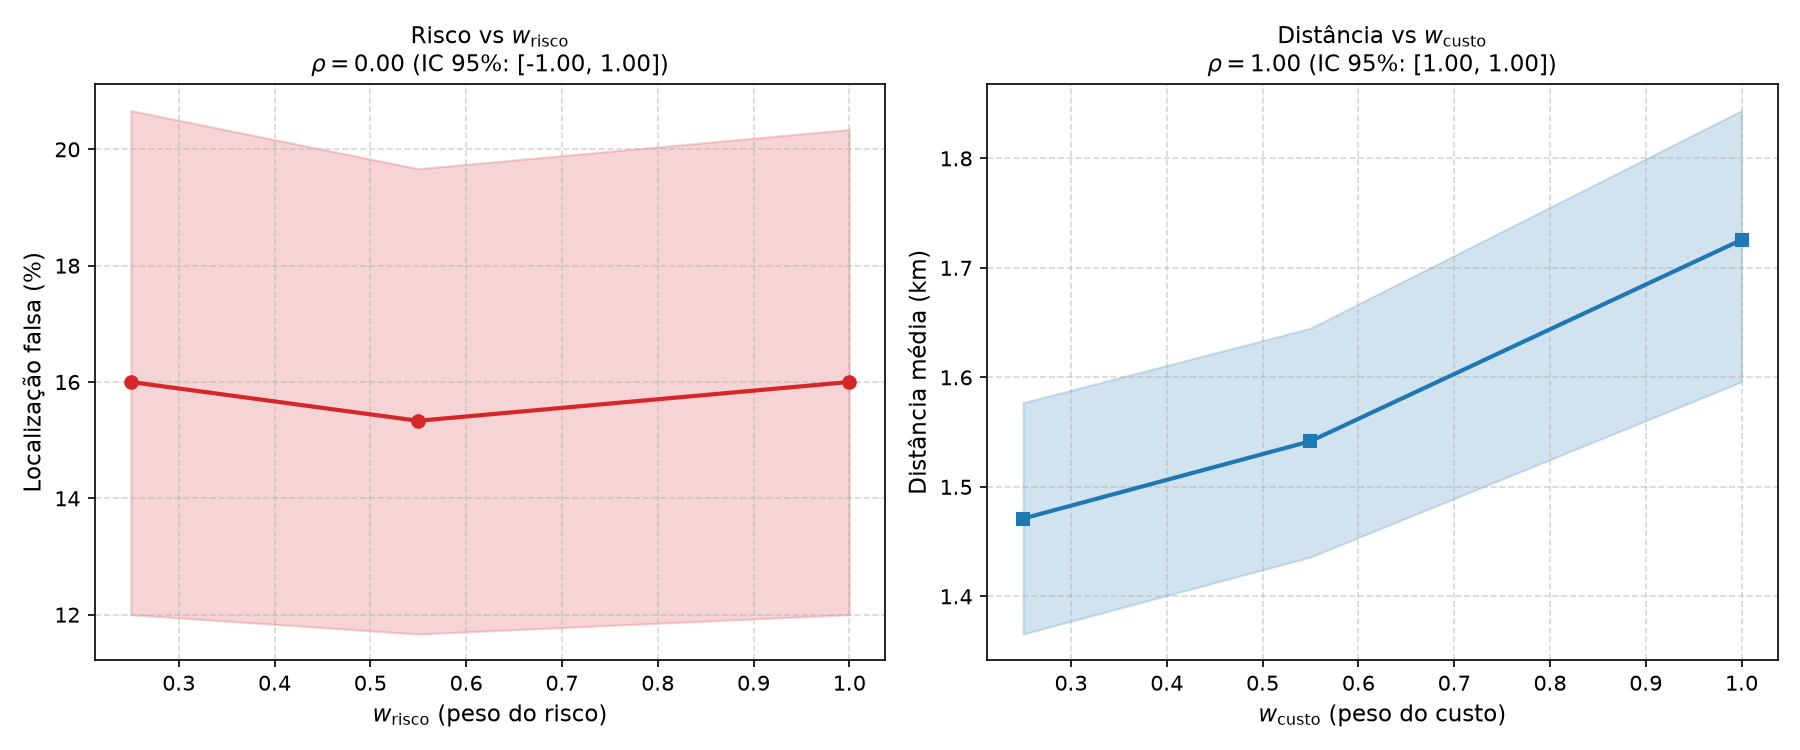 Risco vs w_risco
ρ = 0.00 (IC 95%: [-1.00, 1.00])
Localização falsa (%)
20
18
16
14
12
0.3 0.4 0.5 0.6 0.7 0.8 0.9 1.0
w_risco (peso do risco)
Distância vs w_custo
ρ = 1.00 (IC 95%: [1.00, 1.00])
Distância média (km)
1.8
1.7
1.6
1.5
1.4
0.3 0.4 0.5 0.6 0.7 0.8 0.9 1.0
w_custo (peso do custo)